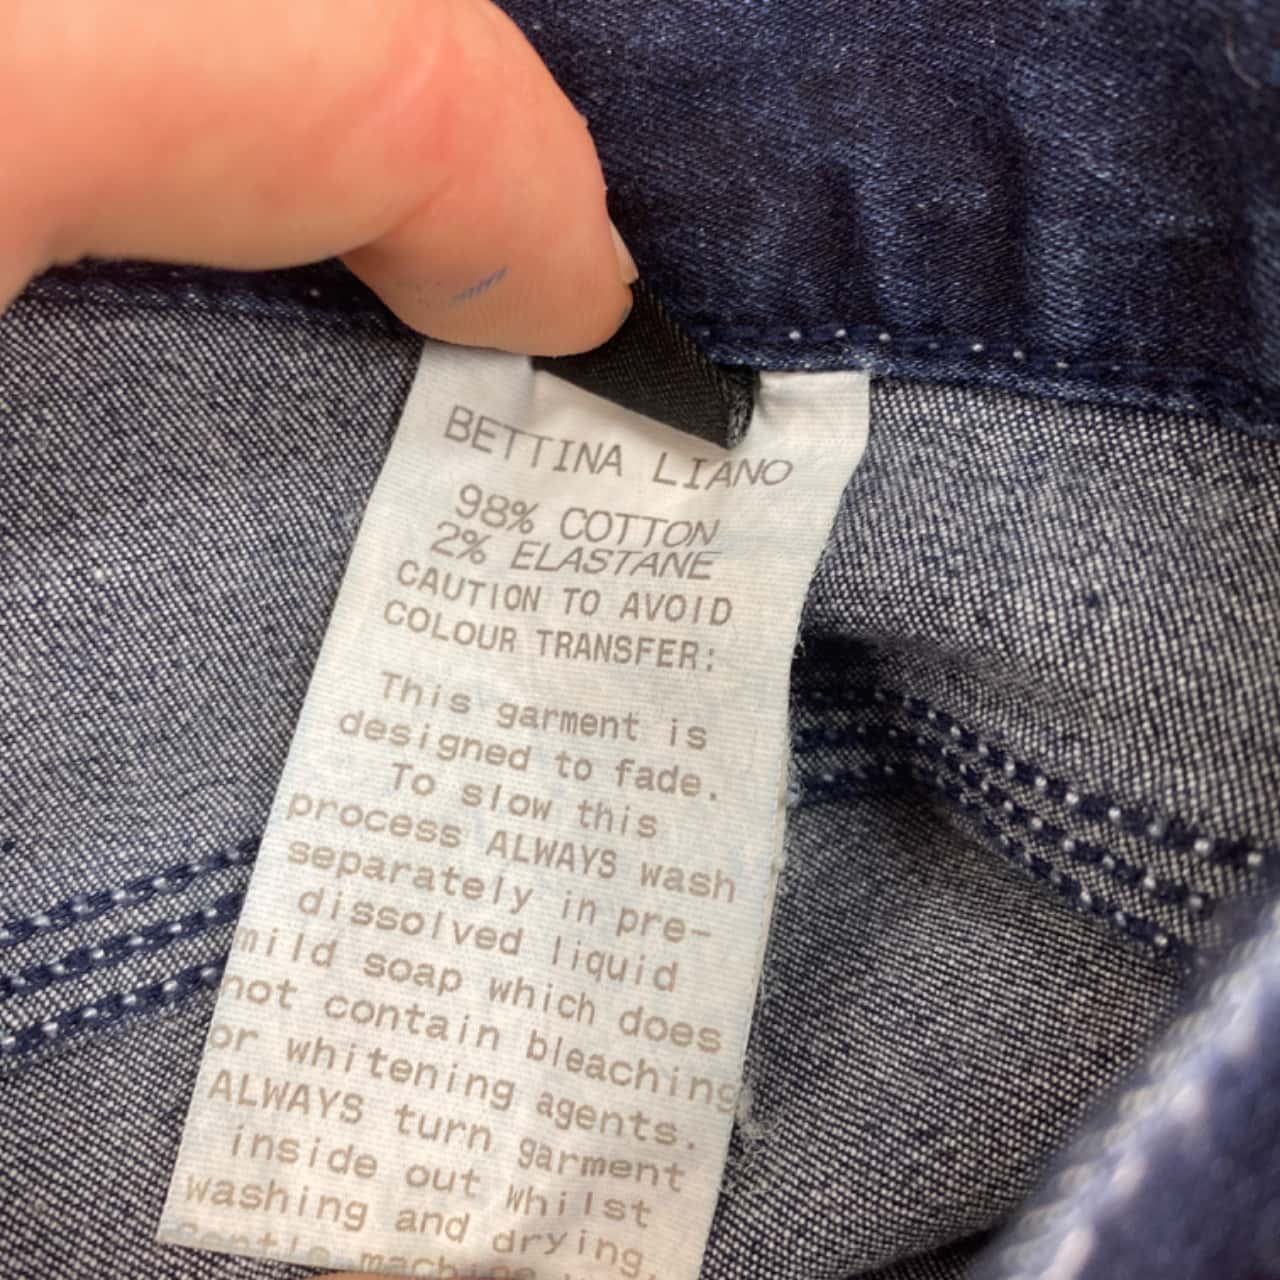 BETTINA LIANO
98% COTTON
2% ELASTANE
CAUTION TO AVOID
COLOUR TRANSFER:
This garment is
designed to fade.
To slow this
process ALWAYS wash
separately in pre-
dissolved liquid
mild soap which does
not contain bleaching
or whitening agents.
ALWAYS turn garment
inside out whilst
washing and drying.
Gentle machine